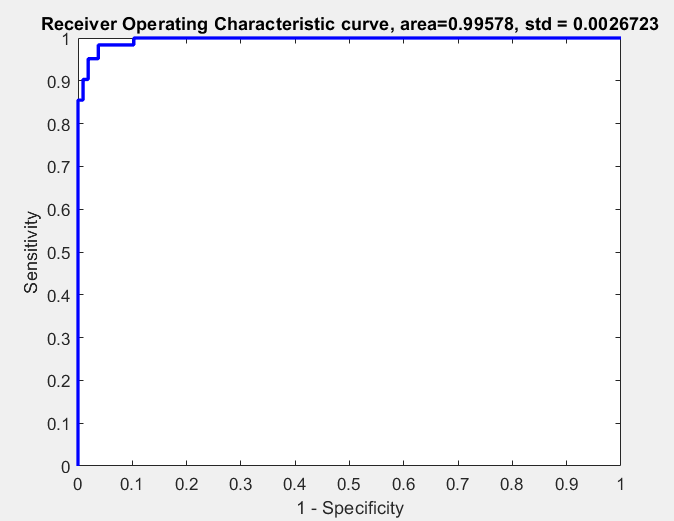 Receiver Operating Characteristic curve, area=0.99578, std = 0.0026723
1
0.9
0.8
0.7
0.6
0.5
0.4
0.3
0.2
0.1
0
Sensitivity
0 0.1 0.2 0.3 0.4 0.5 0.6 0.7 0.8 0.9 1
1 - Specificity